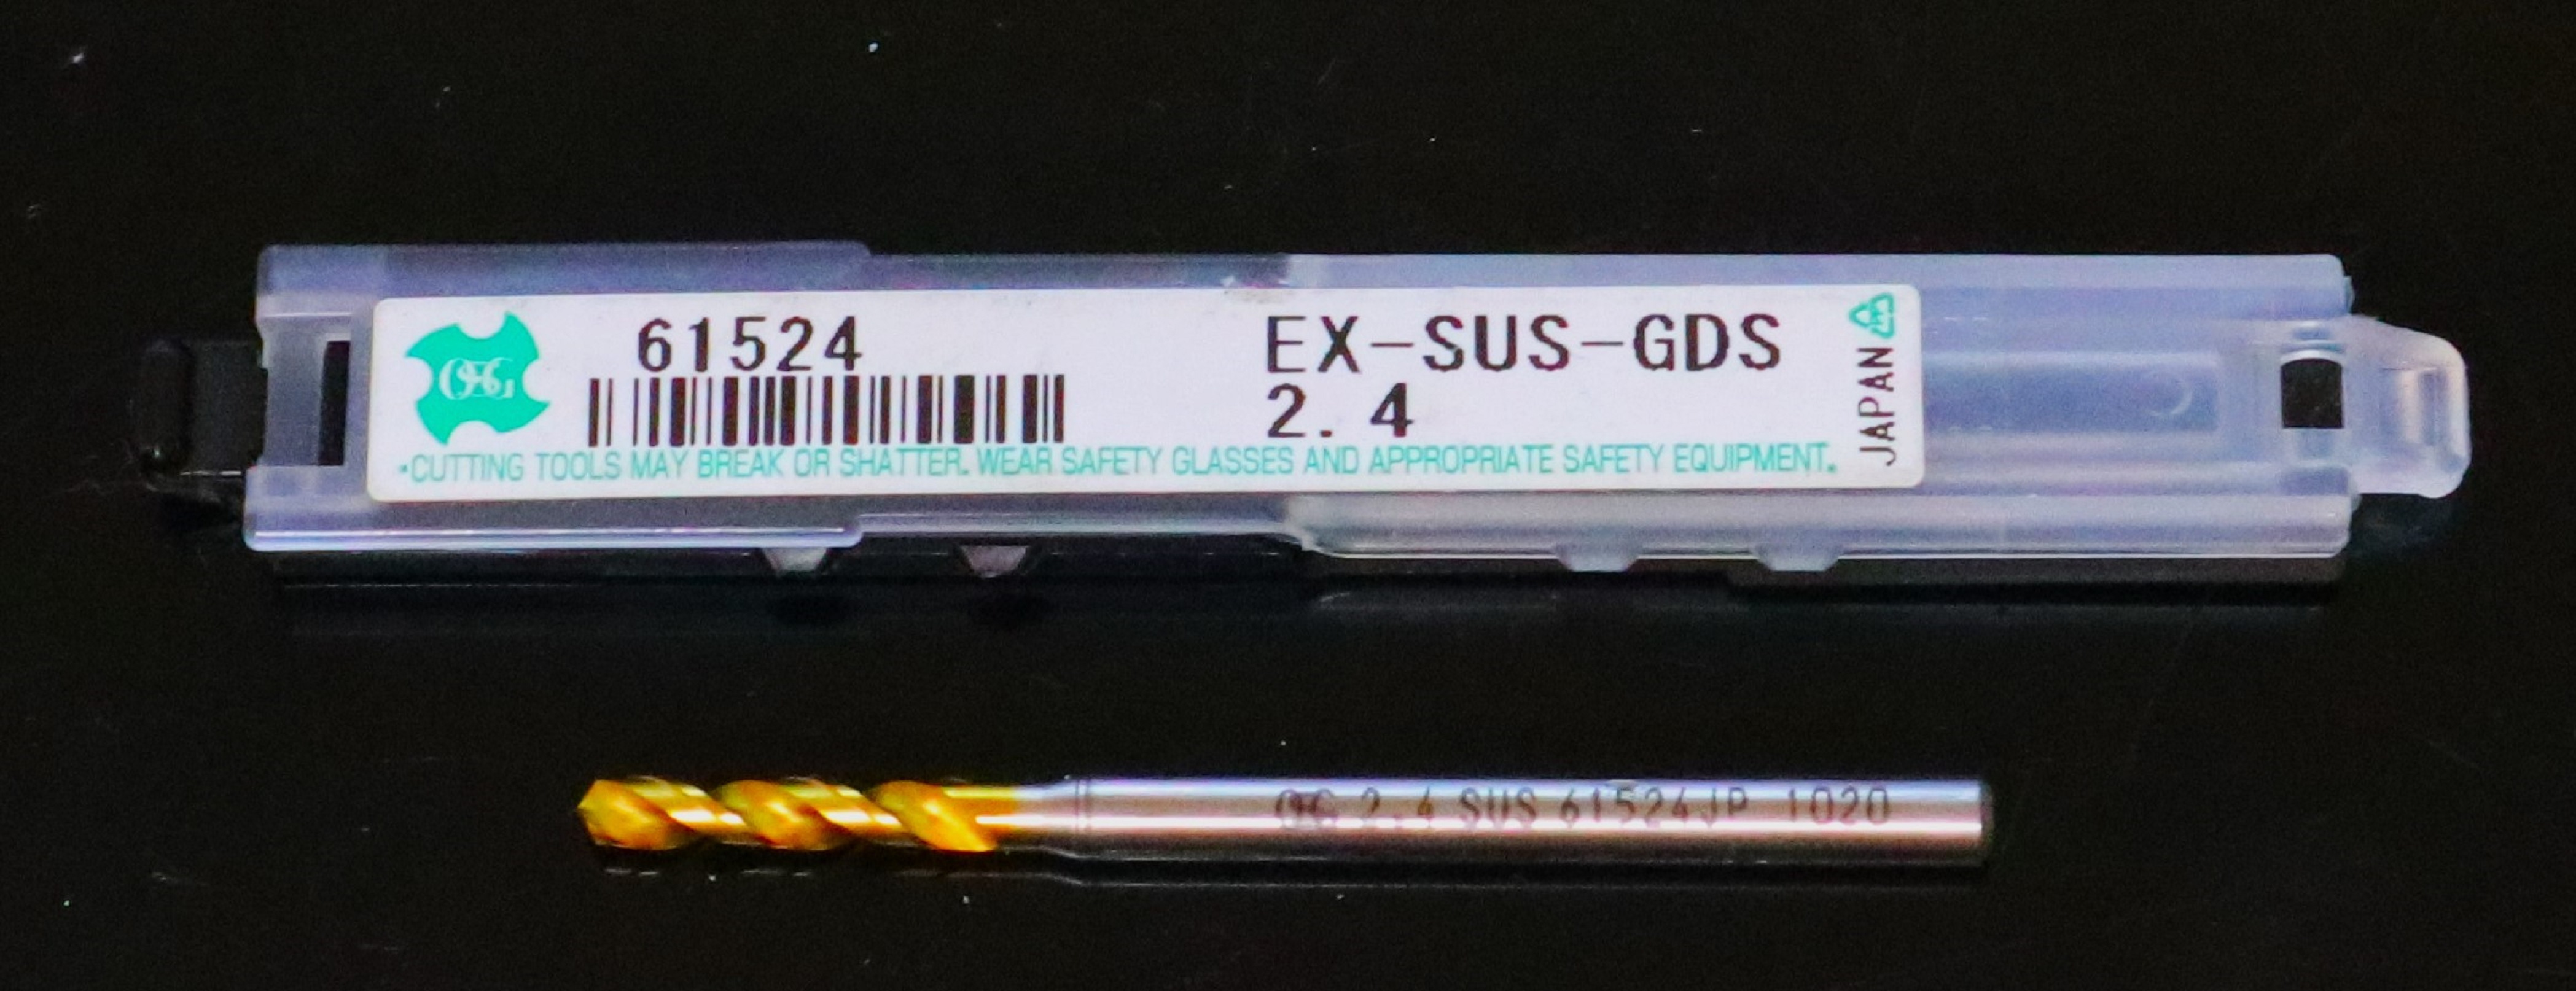 OSG
61524
EX-SUS-GDS
2.4
JAPAN
*CUTTING TOOLS MAY BREAK OR SHATTER. WEAR SAFETY GLASSES AND APPROPRIATE SAFETY EQUIPMENT.
OSG 2.4 SUS 61524JP 1020